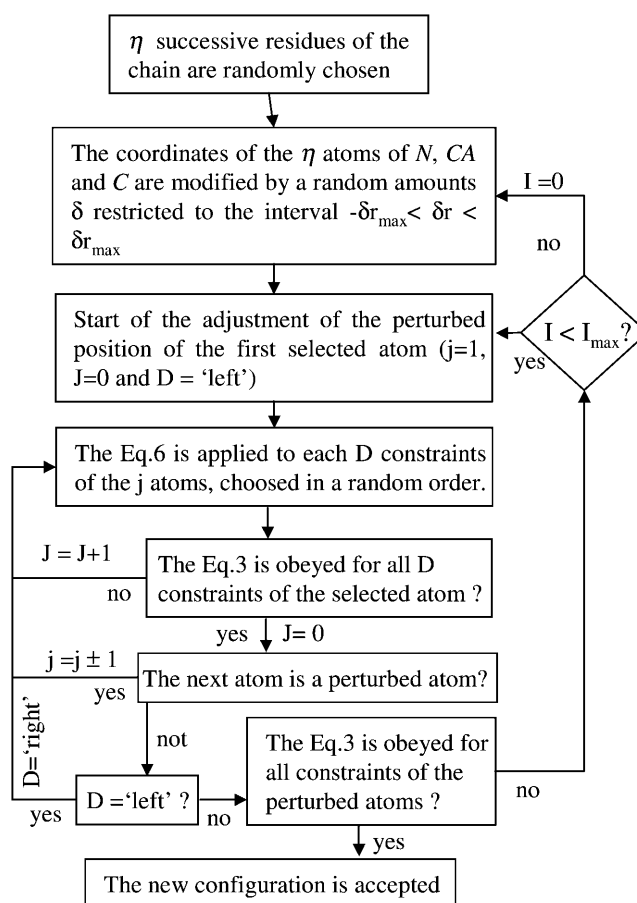 η successive residues of the
chain are randomly chosen
The coordinates of the η atoms of N, CA
and C are modified by a random amounts
δ restricted to the interval -δr_max< δr <
δr_max
I =0
no
Start of the adjustment of the perturbed
position of the first selected atom (j=1,
J=0 and D = ‘left’)
I < I_max?
yes
The Eq.6 is applied to each D constraints
of the j atoms, choosed in a random order.
J = J+1
no
The Eq.3 is obeyed for all D
constraints of the selected atom ?
yes
J= 0
j =j ± 1
yes
The next atom is a perturbed atom?
D=‘right’
not
The Eq.3 is obeyed for
all constraints of the
perturbed atoms ?
no
D =‘left’ ?
yes
no
yes
The new configuration is accepted